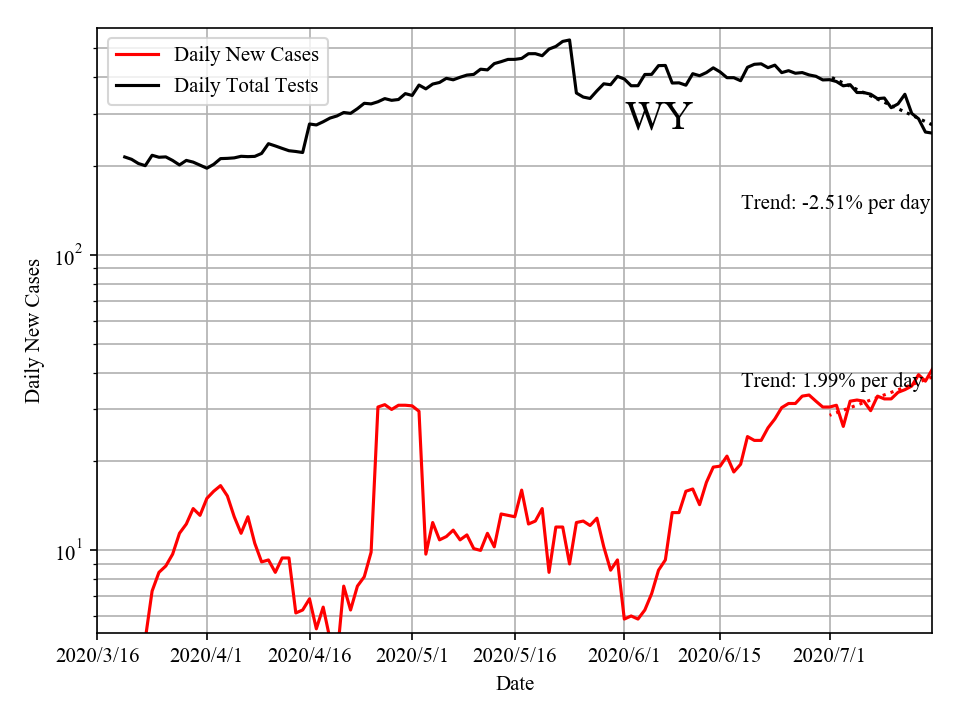 Daily New Cases
Daily Total Tests
WY
Trend: -2.51% per day
Trend: 1.99% per day
Daily New Cases
10²
10¹
2020/3/16 2020/4/1 2020/4/16 2020/5/1 2020/5/16 2020/6/1 2020/6/15 2020/7/1
Date